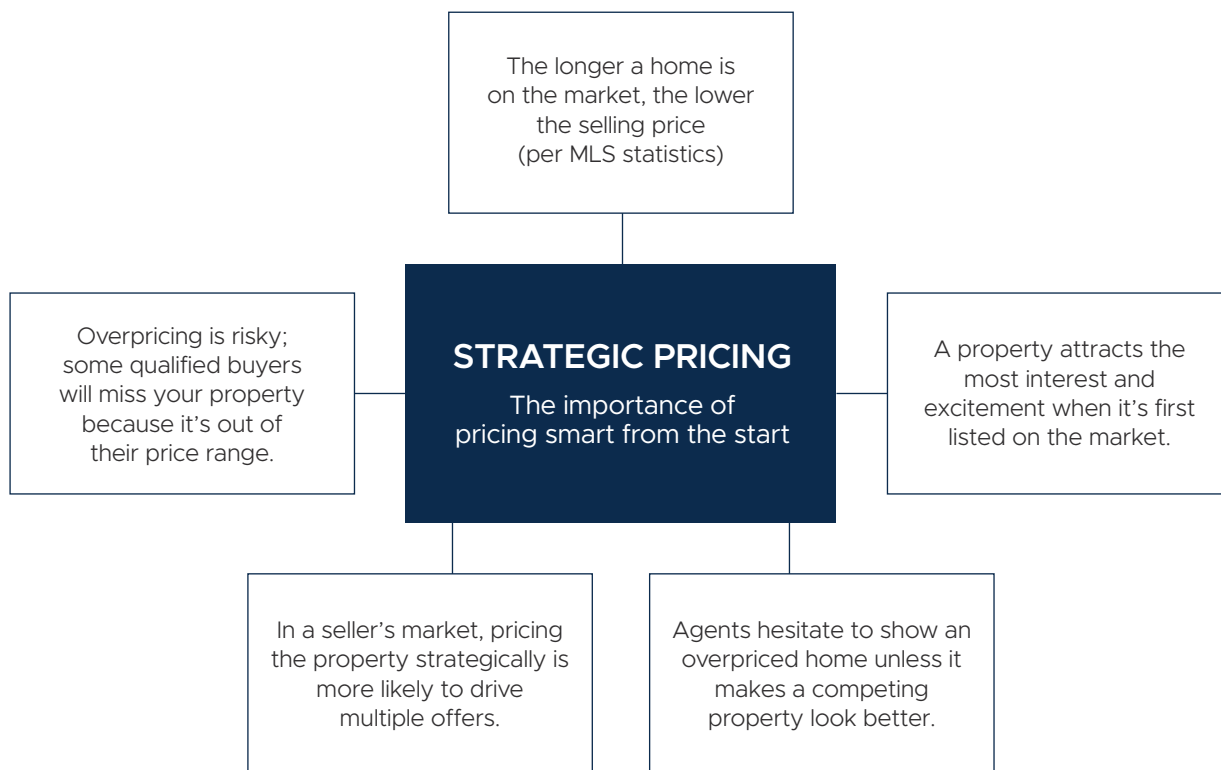 The longer a home is
on the market, the lower
the selling price
(per MLS statistics)
Overpricing is risky;
some qualified buyers
will miss your property
because it’s out of
their price range.
STRATEGIC PRICING
The importance of
pricing smart from the start
A property attracts the
most interest and
excitement when it’s first
listed on the market.
In a seller’s market, pricing
the property strategically is
more likely to drive
multiple offers.
Agents hesitate to show an
overpriced home unless it
makes a competing
property look better.